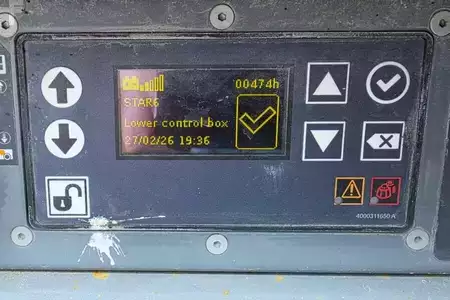 00474h
STAR6
Lower control box
27/02/26 19:36
4000311650 A